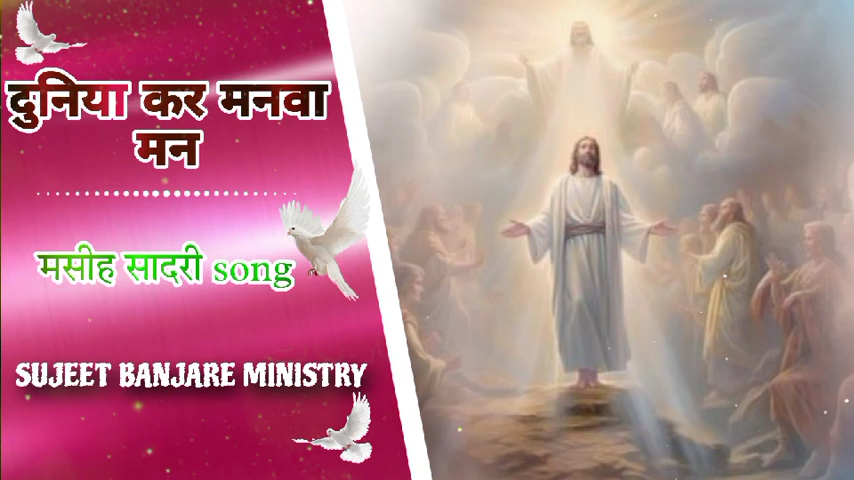 दुनिया कर मनवा
मन
मसीह सादरी song
SUJEET BANJARE MINISTRY